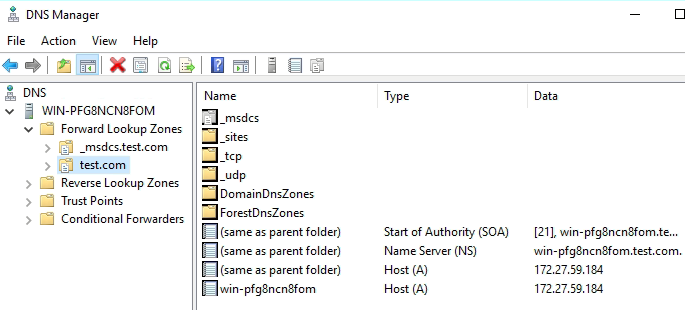 DNS Manager
File Action View Help
DNS
WIN-PFG8NCN8FOM
Forward Lookup Zones
_msdcs.test.com
test.com
Reverse Lookup Zones
Trust Points
Conditional Forwarders
Name Type Data
_msdcs
_sites
_tcp
_udp
DomainDnsZones
ForestDnsZones
(same as parent folder) Start of Authority (SOA) [21], win-pfg8ncn8fom.te...
(same as parent folder) Name Server (NS) win-pfg8ncn8fom.test.com.
(same as parent folder) Host (A) 172.27.59.184
win-pfg8ncn8fom Host (A) 172.27.59.184